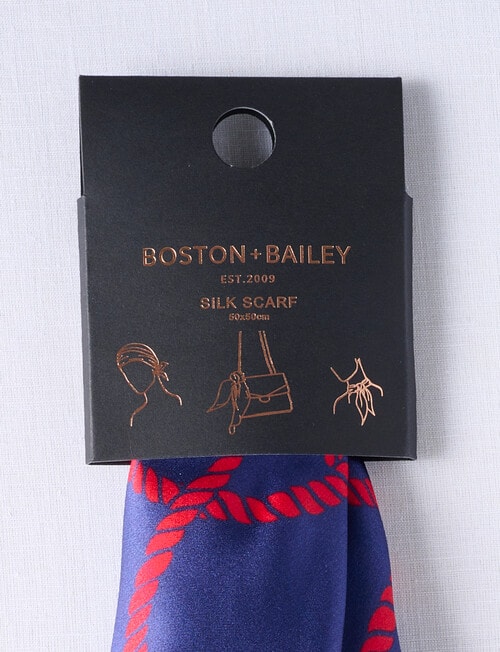 BOSTON + BAILEY
EST.2009
SILK SCARF
50x50cm